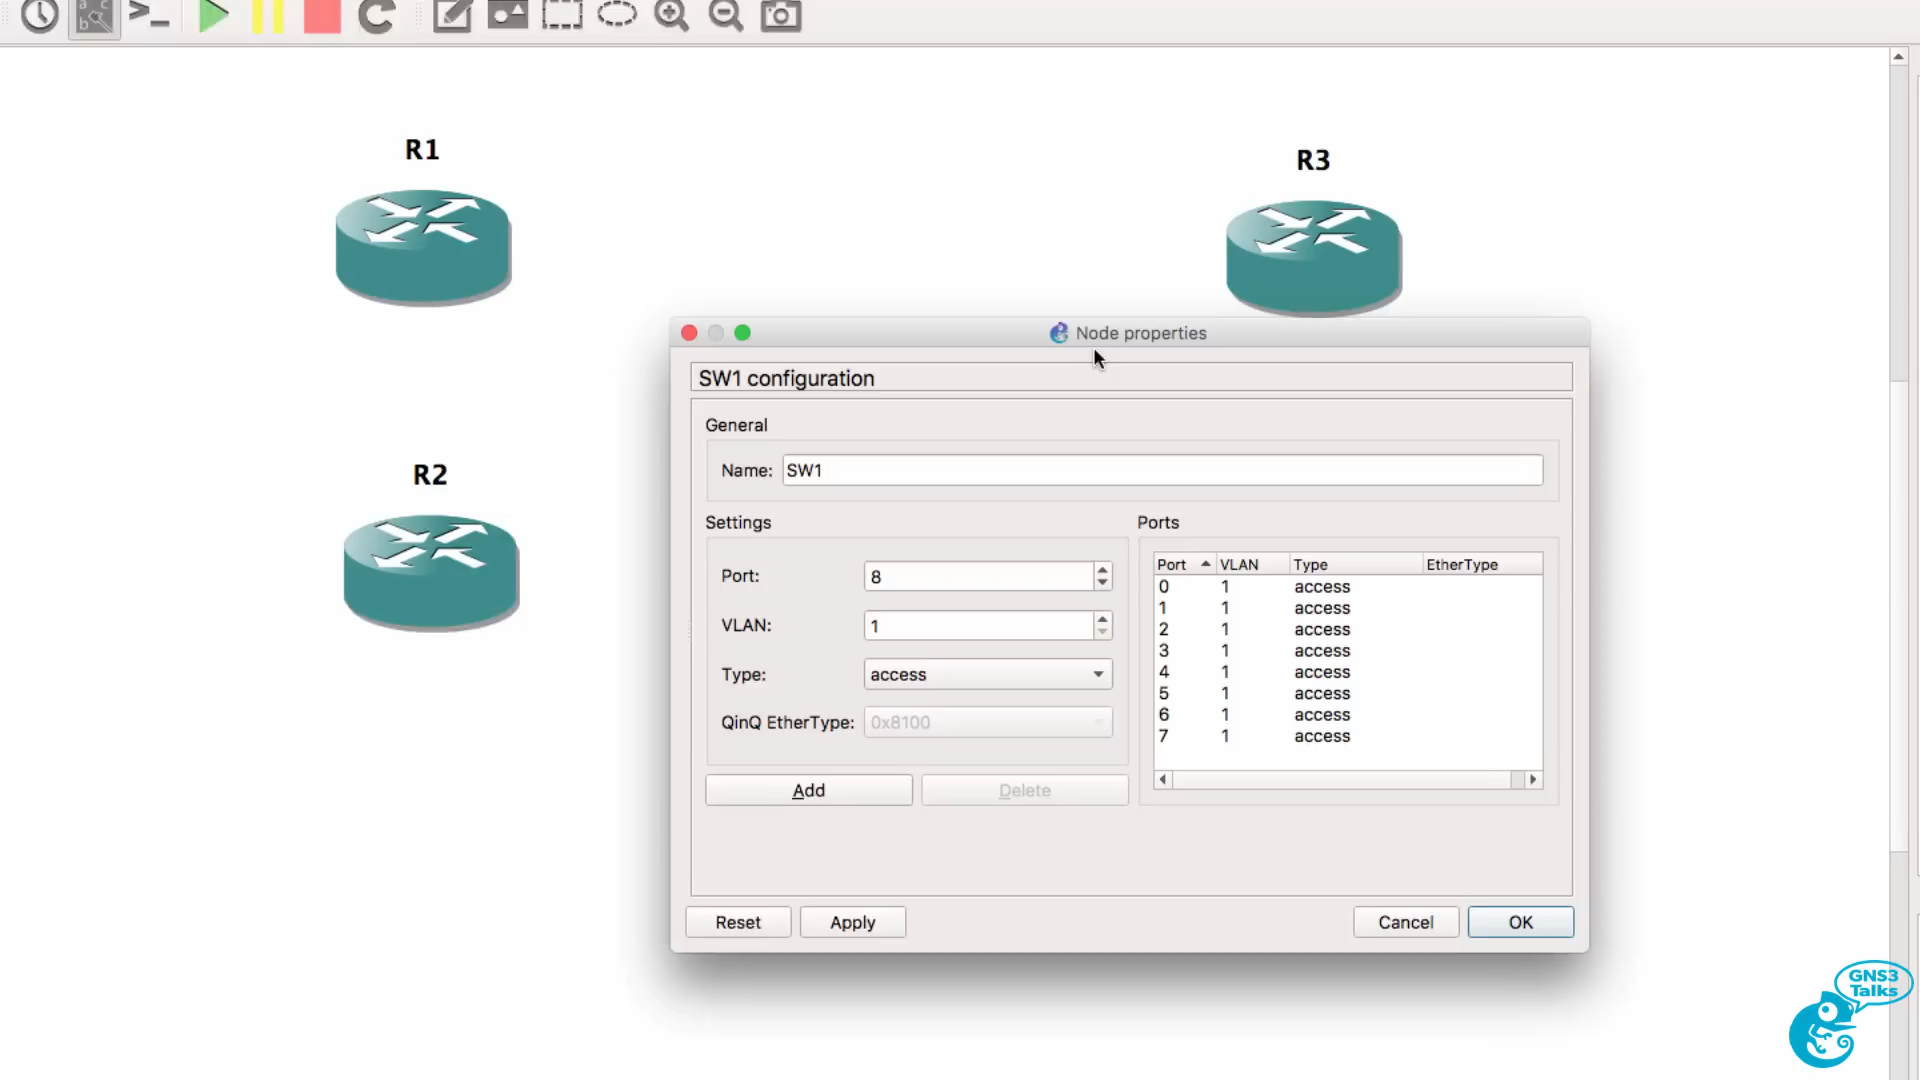 R1
R3
R2
Node properties
SW1 configuration
General
Name: SW1
Settings
Port: 8
VLAN: 1
Type: access
QinQ EtherType: 0x8100
Add Delete
Ports
Port VLAN Type EtherType
0 1 access
1 1 access
2 1 access
3 1 access
4 1 access
5 1 access
6 1 access
7 1 access
Reset Apply Cancel OK
GNS3
Talks